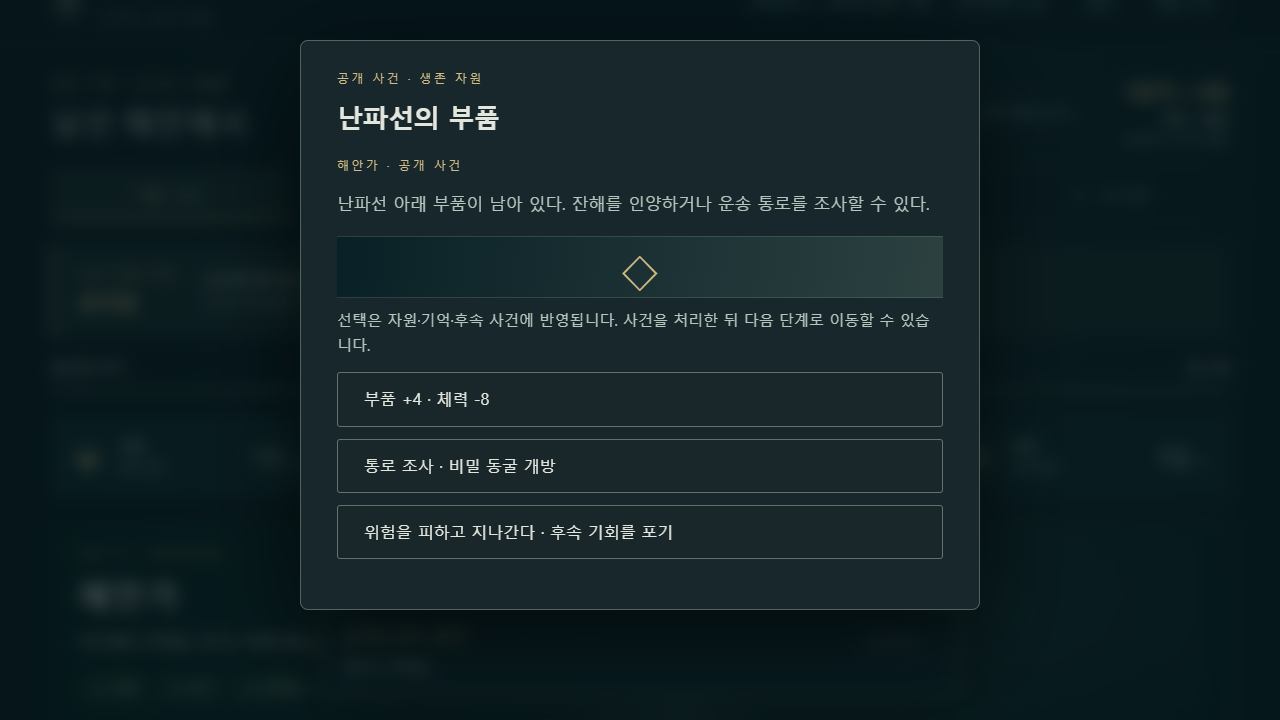 공개 사건 · 생존 자원
난파선의 부품
해안가 · 공개 사건
난파선 아래 부품이 남아 있다. 잔해를 인양하거나 운송 통로를 조사할 수 있다.
선택은 자원·기억·후속 사건에 반영됩니다. 사건을 처리한 뒤 다음 단계로 이동할 수 있습
니다.
부품 +4 · 체력 -8
통로 조사 · 비밀 동굴 개방
위험을 피하고 지나간다 · 후속 기회를 포기